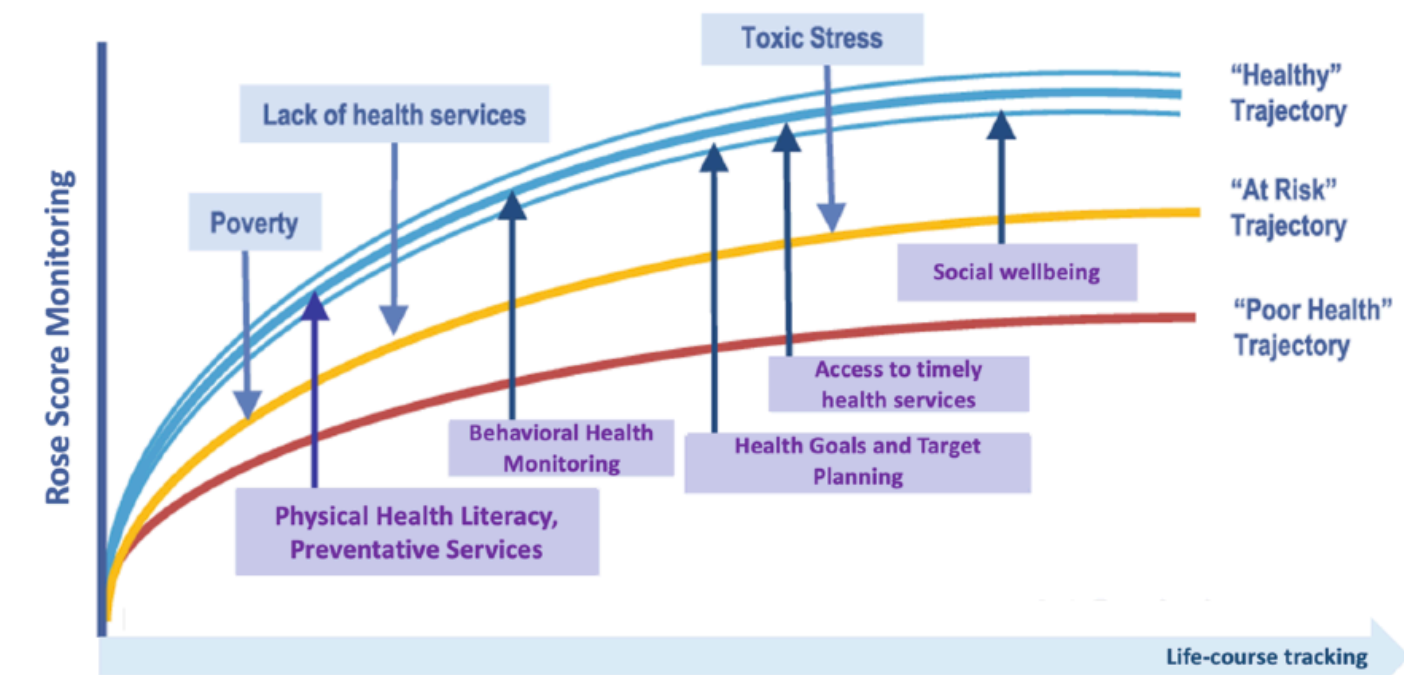 Toxic Stress
"Healthy"
Trajectory
Lack of health services
"At Risk"
Trajectory
Poverty
Social wellbeing
"Poor Health"
Trajectory
Access to timely
health services
Behavioral Health
Monitoring
Health Goals and Target
Planning
Physical Health Literacy,
Preventative Services
Rose Score Monitoring
Life-course tracking